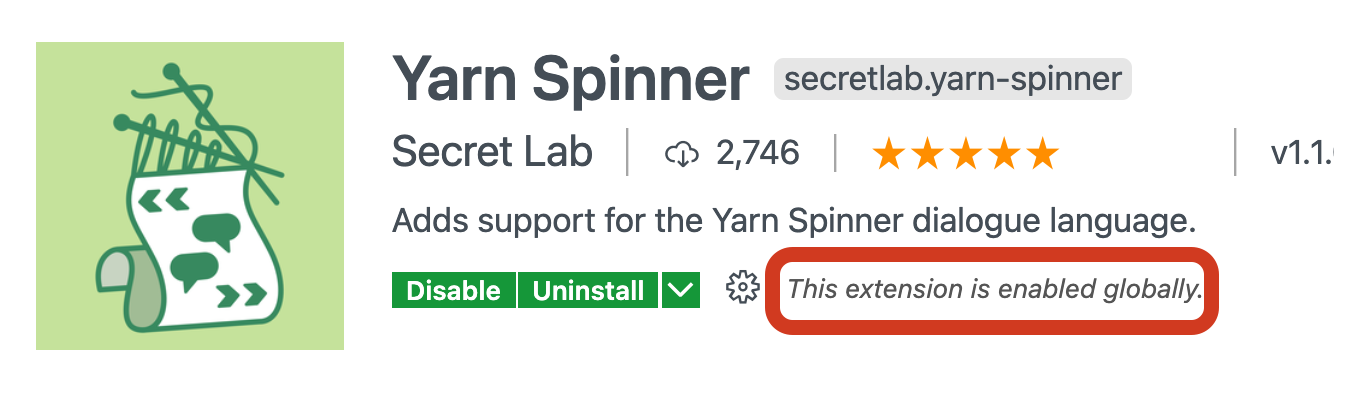 Yarn Spinner secretlab.yarn-spinner
Secret Lab 2,746 v1.1.
Adds support for the Yarn Spinner dialogue language.
Disable Uninstall This extension is enabled globally.